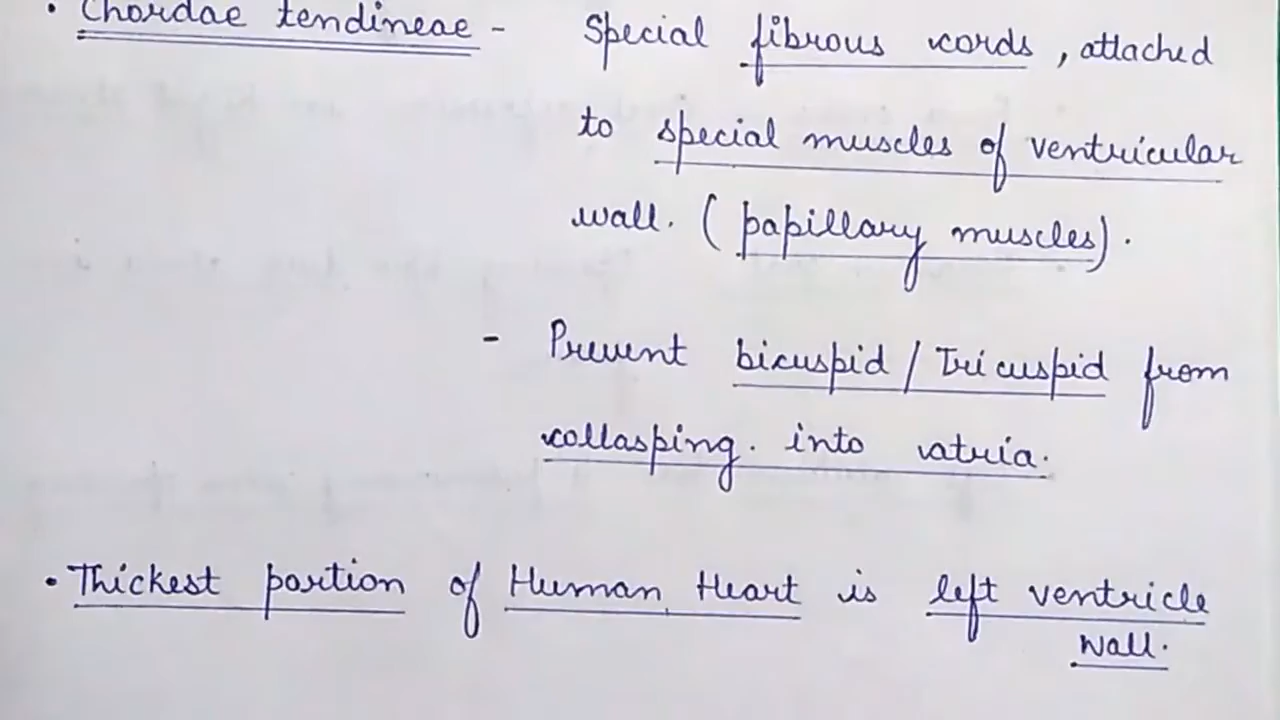 • Chordae tendineae - Special fibrous cords, attached
to special muscles of ventricular
wall. (papillary muscles).
- Prevent bicuspid / Tricuspid from
collasping. into atria.
• Thickest portion of Human Heart is left ventricle
wall.